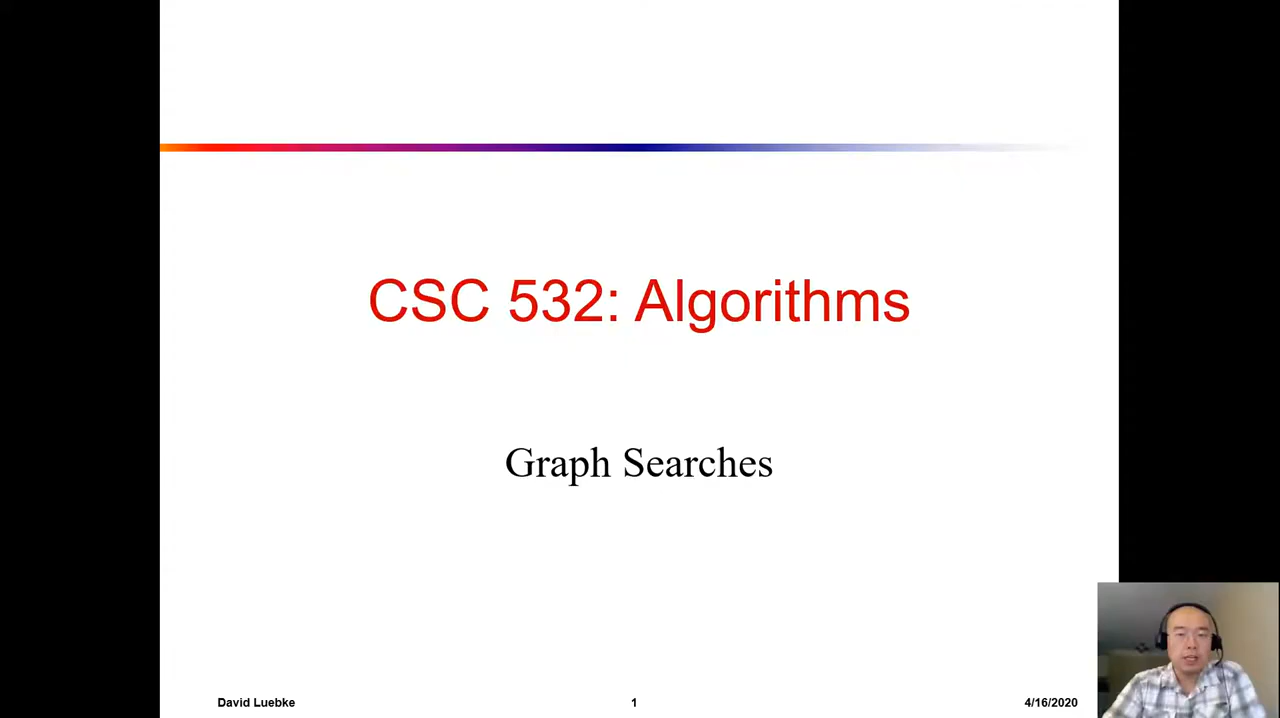 CSC 532: Algorithms
Graph Searches
David Luebke
1
4/16/2020